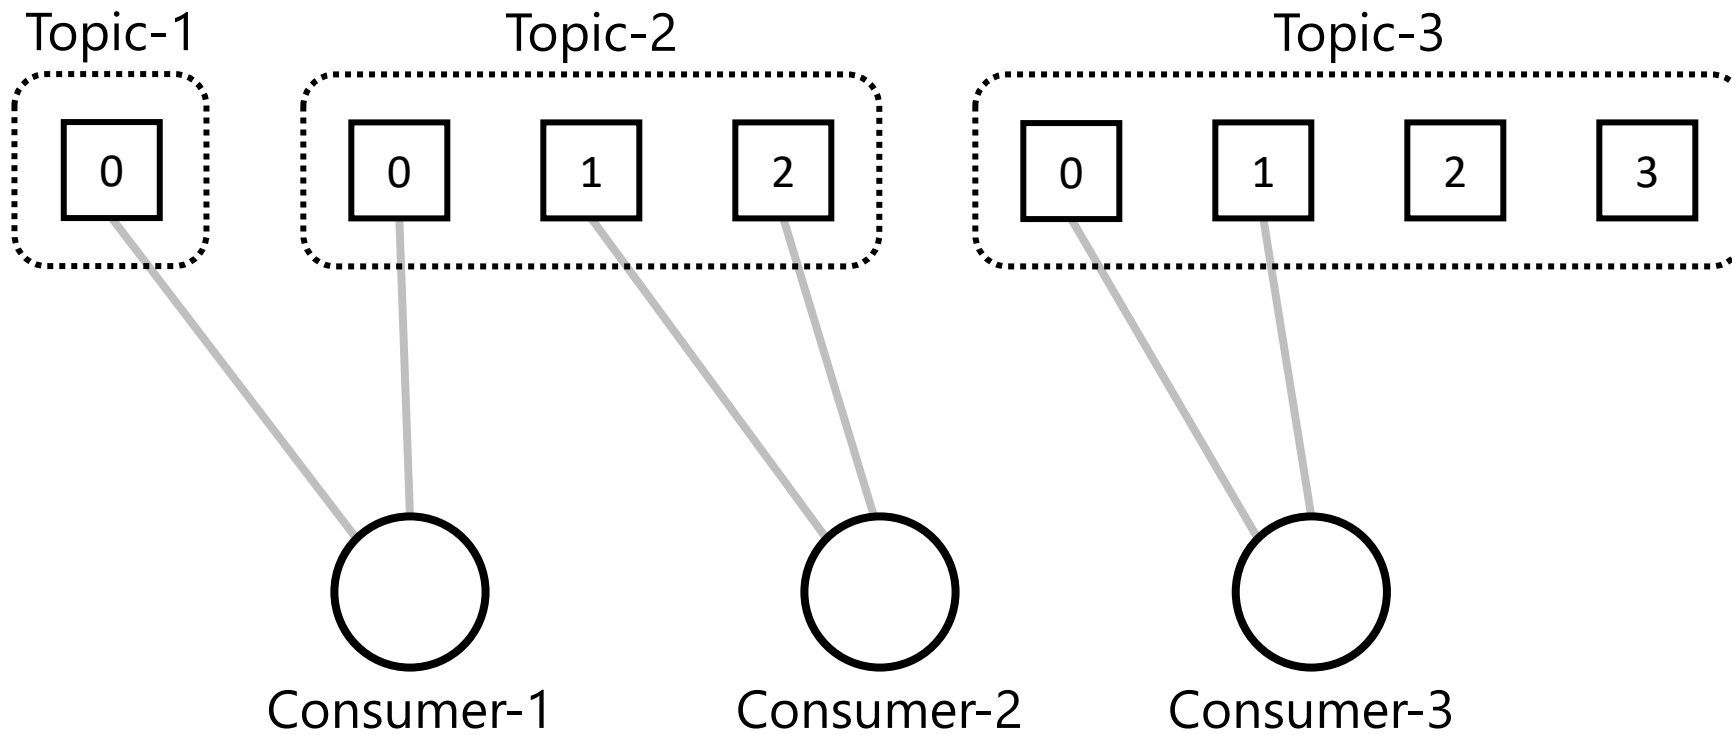 Topic-1 Topic-2 Topic-3
0 0 1 2 0 1 2 3
Consumer-1 Consumer-2 Consumer-3